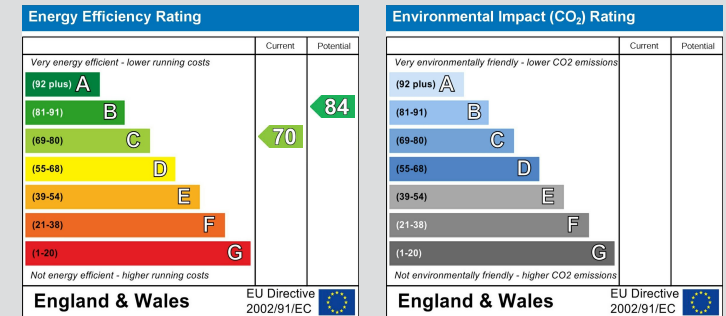 Energy Efficiency Rating
Current Potential
Very energy efficient - lower running costs
(92 plus) A
(81-91) B
84
(69-80) C
70
(55-68) D
(39-54) E
(21-38) F
(1-20) G
Not energy efficient - higher running costs
England & Wales
EU Directive
2002/91/EC
Environmental Impact (CO₂) Rating
Current Potential
Very environmentally friendly - lower CO2 emissions
(92 plus) A
(81-91) B
(69-80) C
(55-68) D
(39-54) E
(21-38) F
(1-20) G
Not environmentally friendly - higher CO2 emissions
England & Wales
EU Directive
2002/91/EC